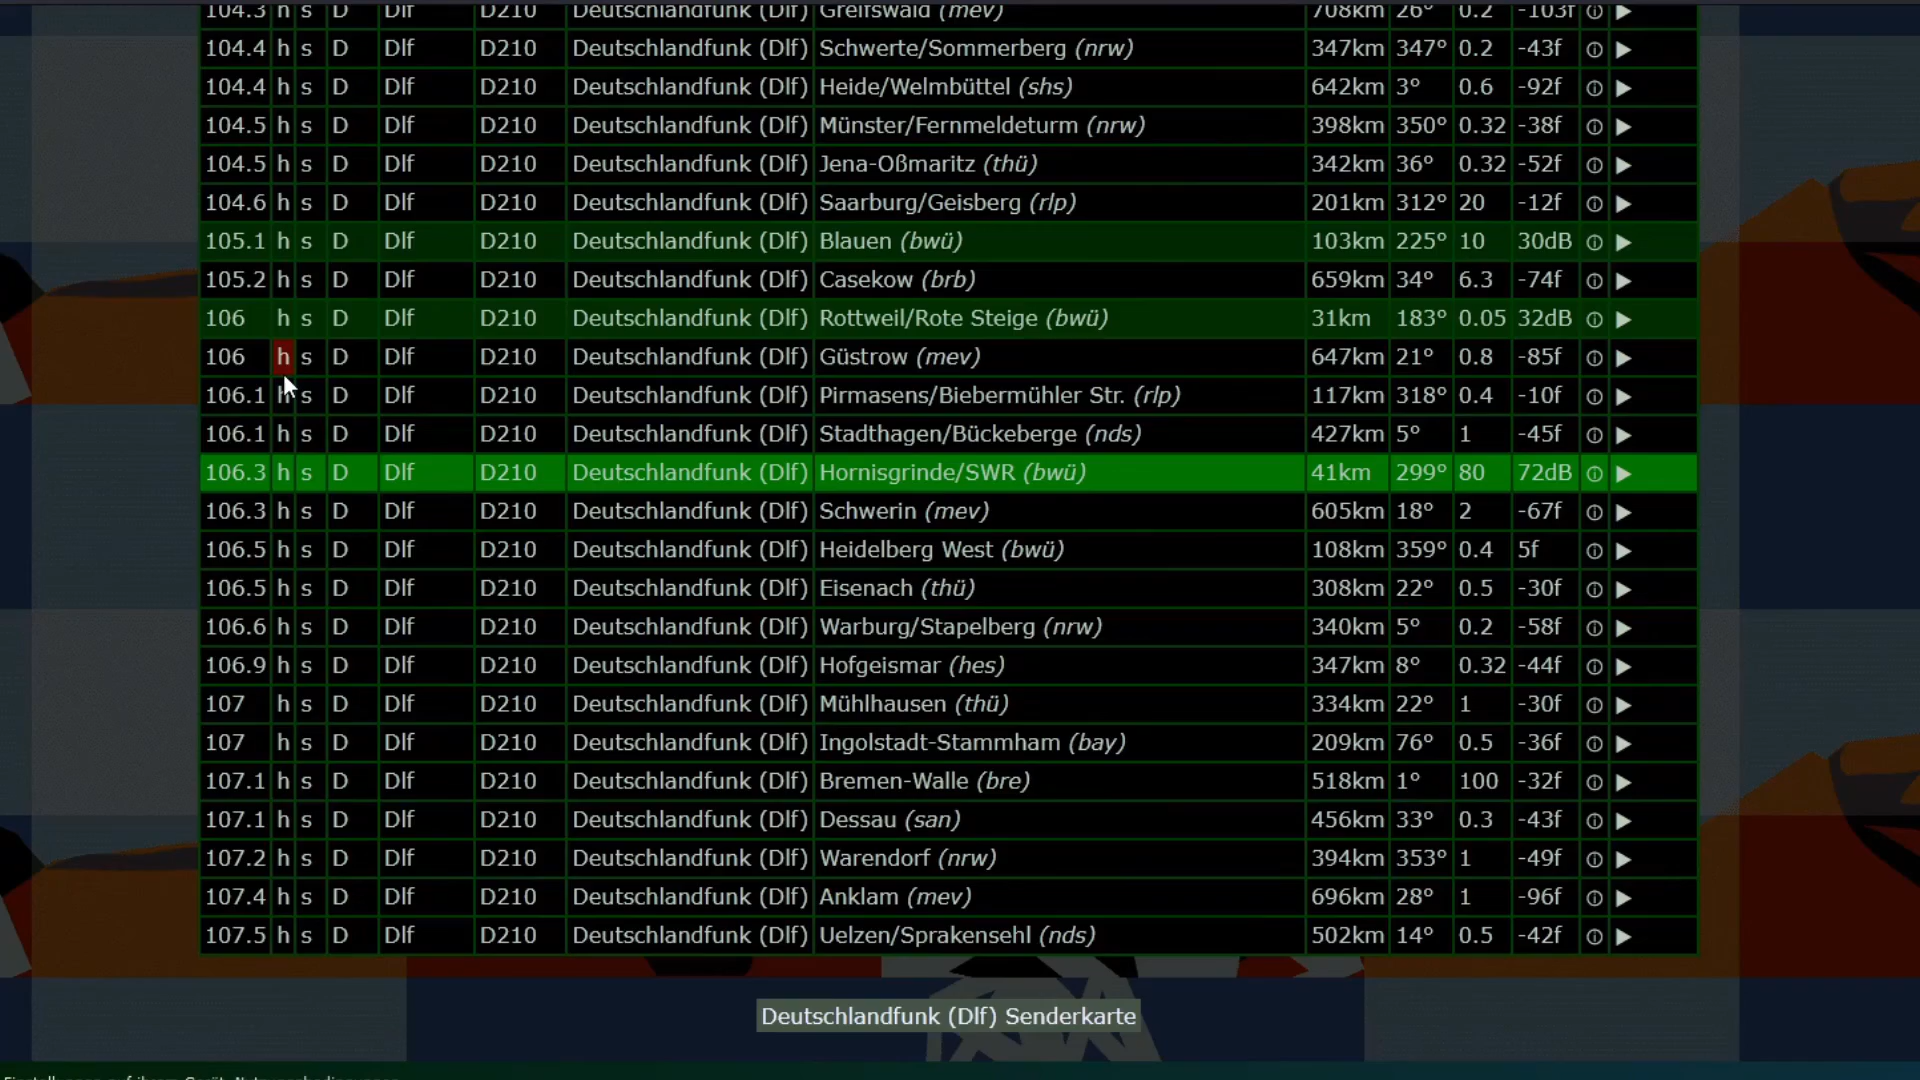 104.3 h s D Dlf D210 Deutschlandfunk (Dlf) Greifswald (mev) 708km 26° 0.2 -103f
104.4 h s D Dlf D210 Deutschlandfunk (Dlf) Schwerte/Sommerberg (nrw) 347km 347° 0.2 -43f
104.4 h s D Dlf D210 Deutschlandfunk (Dlf) Heide/Welmbüttel (shs) 642km 3° 0.6 -92f
104.5 h s D Dlf D210 Deutschlandfunk (Dlf) Münster/Fernmeldeturm (nrw) 398km 350° 0.32 -38f
104.5 h s D Dlf D210 Deutschlandfunk (Dlf) Jena-Oßmaritz (thü) 342km 36° 0.32 -52f
104.6 h s D Dlf D210 Deutschlandfunk (Dlf) Saarburg/Geisberg (rlp) 201km 312° 20 -12f
105.1 h s D Dlf D210 Deutschlandfunk (Dlf) Blauen (bwü) 103km 225° 10 30dB
105.2 h s D Dlf D210 Deutschlandfunk (Dlf) Casekow (brb) 659km 34° 6.3 -74f
106 h s D Dlf D210 Deutschlandfunk (Dlf) Rottweil/Rote Steige (bwü) 31km 183° 0.05 32dB
106 h s D Dlf D210 Deutschlandfunk (Dlf) Güstrow (mev) 647km 21° 0.8 -85f
106.1 h s D Dlf D210 Deutschlandfunk (Dlf) Pirmasens/Biebermühler Str. (rlp) 117km 318° 0.4 -10f
106.1 h s D Dlf D210 Deutschlandfunk (Dlf) Stadthagen/Bückeberge (nds) 427km 5° 1 -45f
106.3 h s D Dlf D210 Deutschlandfunk (Dlf) Hornisgrinde/SWR (bwü) 41km 299° 80 72dB
106.3 h s D Dlf D210 Deutschlandfunk (Dlf) Schwerin (mev) 605km 18° 2 -67f
106.5 h s D Dlf D210 Deutschlandfunk (Dlf) Heidelberg West (bwü) 108km 359° 0.4 5f
106.5 h s D Dlf D210 Deutschlandfunk (Dlf) Eisenach (thü) 308km 22° 0.5 -30f
106.6 h s D Dlf D210 Deutschlandfunk (Dlf) Warburg/Stapelberg (nrw) 340km 5° 0.2 -58f
106.9 h s D Dlf D210 Deutschlandfunk (Dlf) Hofgeismar (hes) 347km 8° 0.32 -44f
107 h s D Dlf D210 Deutschlandfunk (Dlf) Mühlhausen (thü) 334km 22° 1 -30f
107 h s D Dlf D210 Deutschlandfunk (Dlf) Ingolstadt-Stammham (bay) 209km 76° 0.5 -36f
107.1 h s D Dlf D210 Deutschlandfunk (Dlf) Bremen-Walle (bre) 518km 1° 100 -32f
107.1 h s D Dlf D210 Deutschlandfunk (Dlf) Dessau (san) 456km 33° 0.3 -43f
107.2 h s D Dlf D210 Deutschlandfunk (Dlf) Warendorf (nrw) 394km 353° 1 -49f
107.4 h s D Dlf D210 Deutschlandfunk (Dlf) Anklam (mev) 696km 28° 1 -96f
107.5 h s D Dlf D210 Deutschlandfunk (Dlf) Uelzen/Sprakensehl (nds) 502km 14° 0.5 -42f
Deutschlandfunk (Dlf) Senderkarte